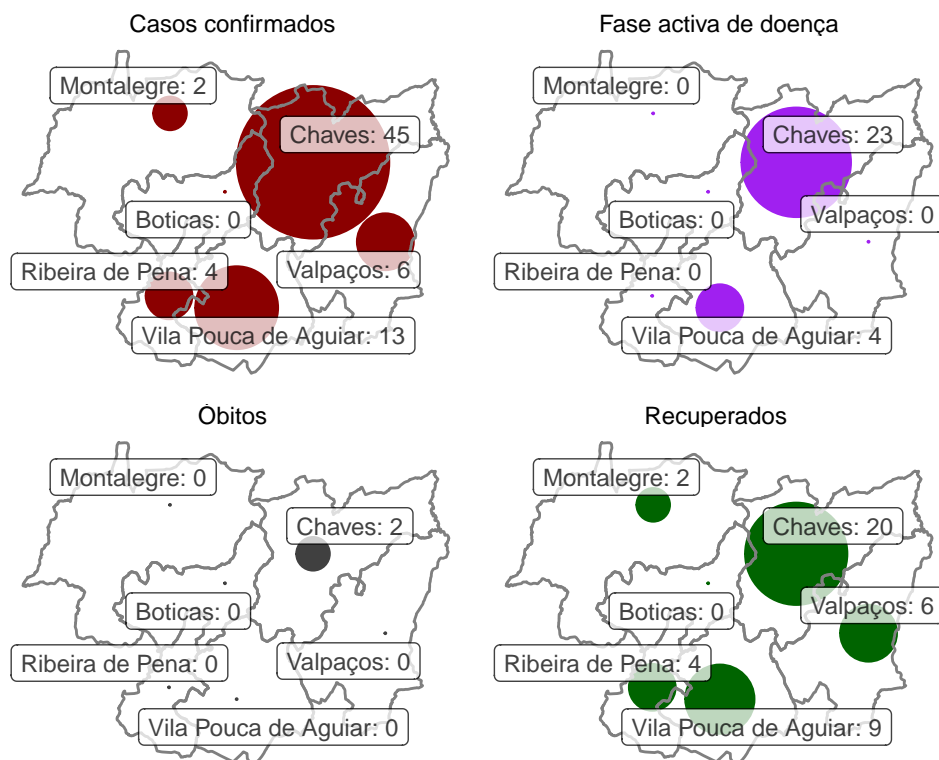 Casos confirmados
Montalegre: 2
Chaves: 45
Boticas: 0
Ribeira de Pena: 4
Valpaços: 6
Vila Pouca de Aguiar: 13
Fase activa de doença
Montalegre: 0
Chaves: 23
Boticas: 0
Valpaços: 0
Ribeira de Pena: 0
Vila Pouca de Aguiar: 4
Óbitos
Montalegre: 0
Chaves: 2
Boticas: 0
Ribeira de Pena: 0
Valpaços: 0
Vila Pouca de Aguiar: 0
Recuperados
Montalegre: 2
Chaves: 20
Boticas: 0
Valpaços: 6
Ribeira de Pena: 4
Vila Pouca de Aguiar: 9